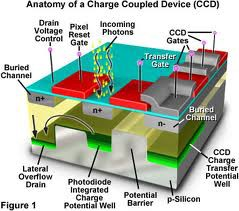 Anatomy of a Charge Coupled Device (CCD)
Drain
Voltage
Control
Pixel
Reset
Gate
Incoming
Photons
Transfer
Gate
CCD
Gates
Buried
Channel
n+
n-
n-
Buried
Channel
Lateral
Overflow
Drain
Photodiode
Integrated
Charge
Potential Well
Potential
Barrier
p-Silicon
CCD
Charge
Transfer
Potential
Well
Figure 1